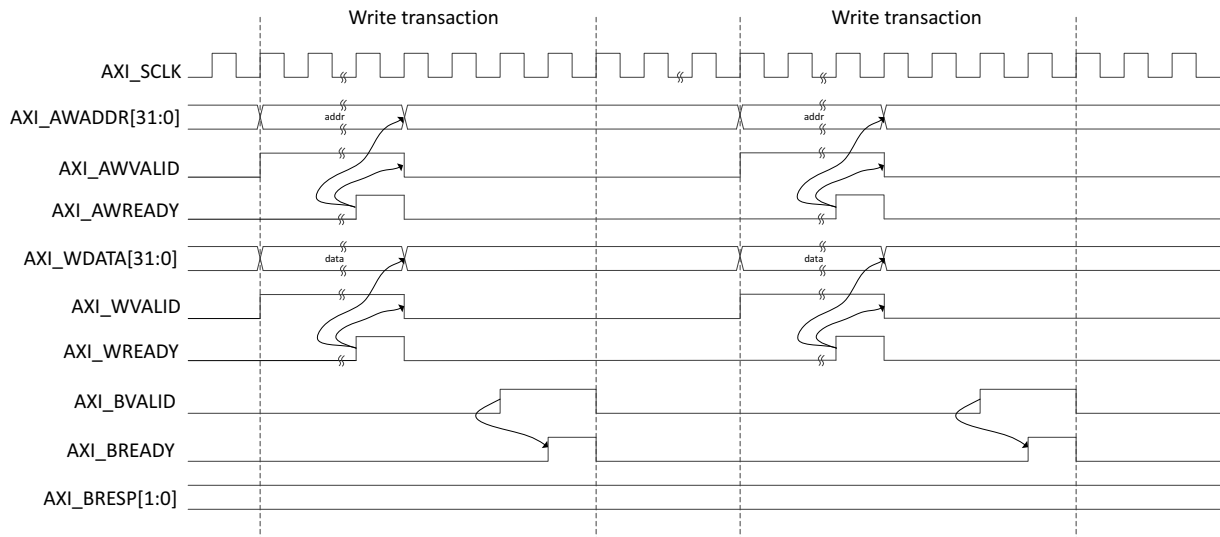 Write transaction Write transaction
AXI_SCLK
AXI_AWADDR[31:0] addr addr
AXI_AWVALID
AXI_AWREADY
AXI_WDATA[31:0] data data
AXI_WVALID
AXI_WREADY
AXI_BVALID
AXI_BREADY
AXI_BRESP[1:0]